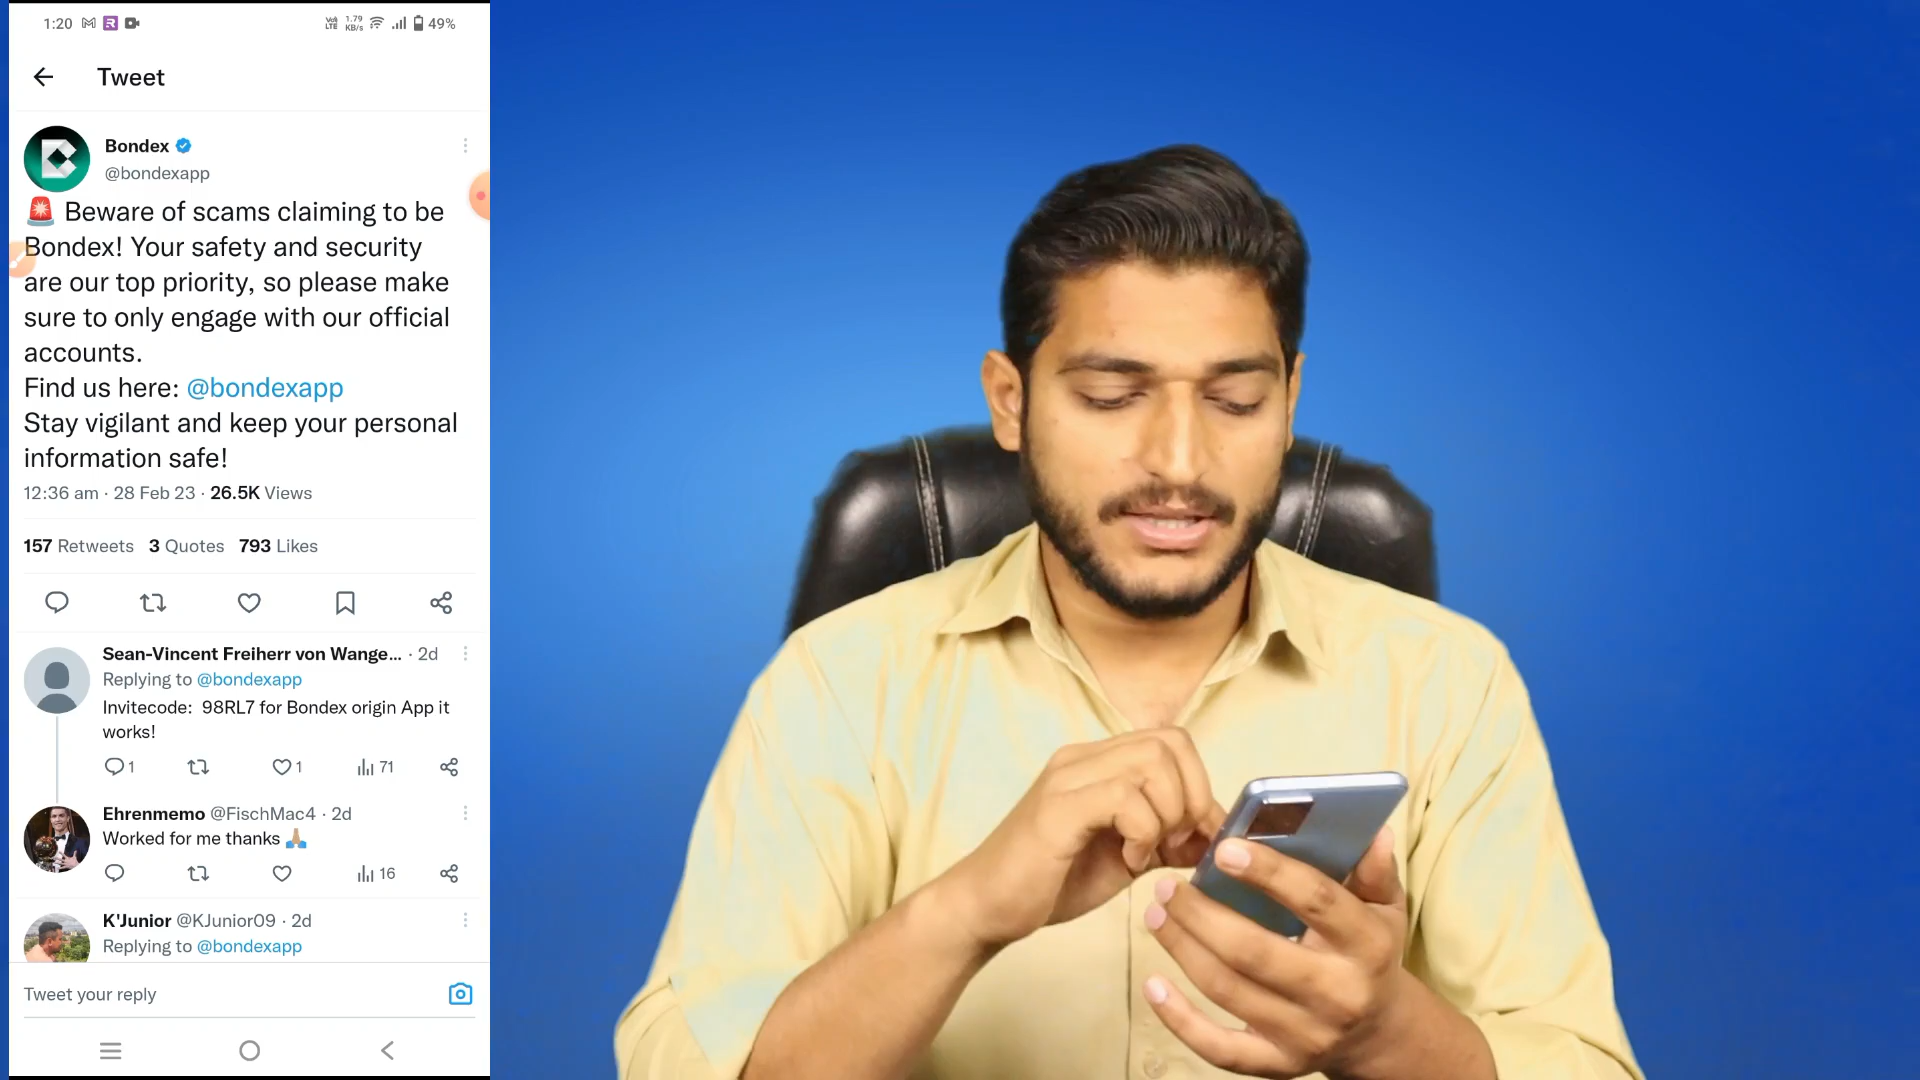 1:20
VoI
LTE
1.79
KB/s
49%
Tweet
Bondex
@bondexapp
🚨 Beware of scams claiming to be
Bondex! Your safety and security
are our top priority, so please make
sure to only engage with our official
accounts.
Find us here: @bondexapp
Stay vigilant and keep your personal
information safe!
12:36 am · 28 Feb 23 · 26.5K Views
157 Retweets 3 Quotes 793 Likes
Sean-Vincent Freiherr von Wange... · 2d
Replying to @bondexapp
Invitecode: 98RL7 for Bondex origin App it
works!
1 1 71
Ehrenmemo @FischMac4 · 2d
Worked for me thanks 🙏🏽
16
K'Junior @KJunior09 · 2d
Replying to @bondexapp
Tweet your reply